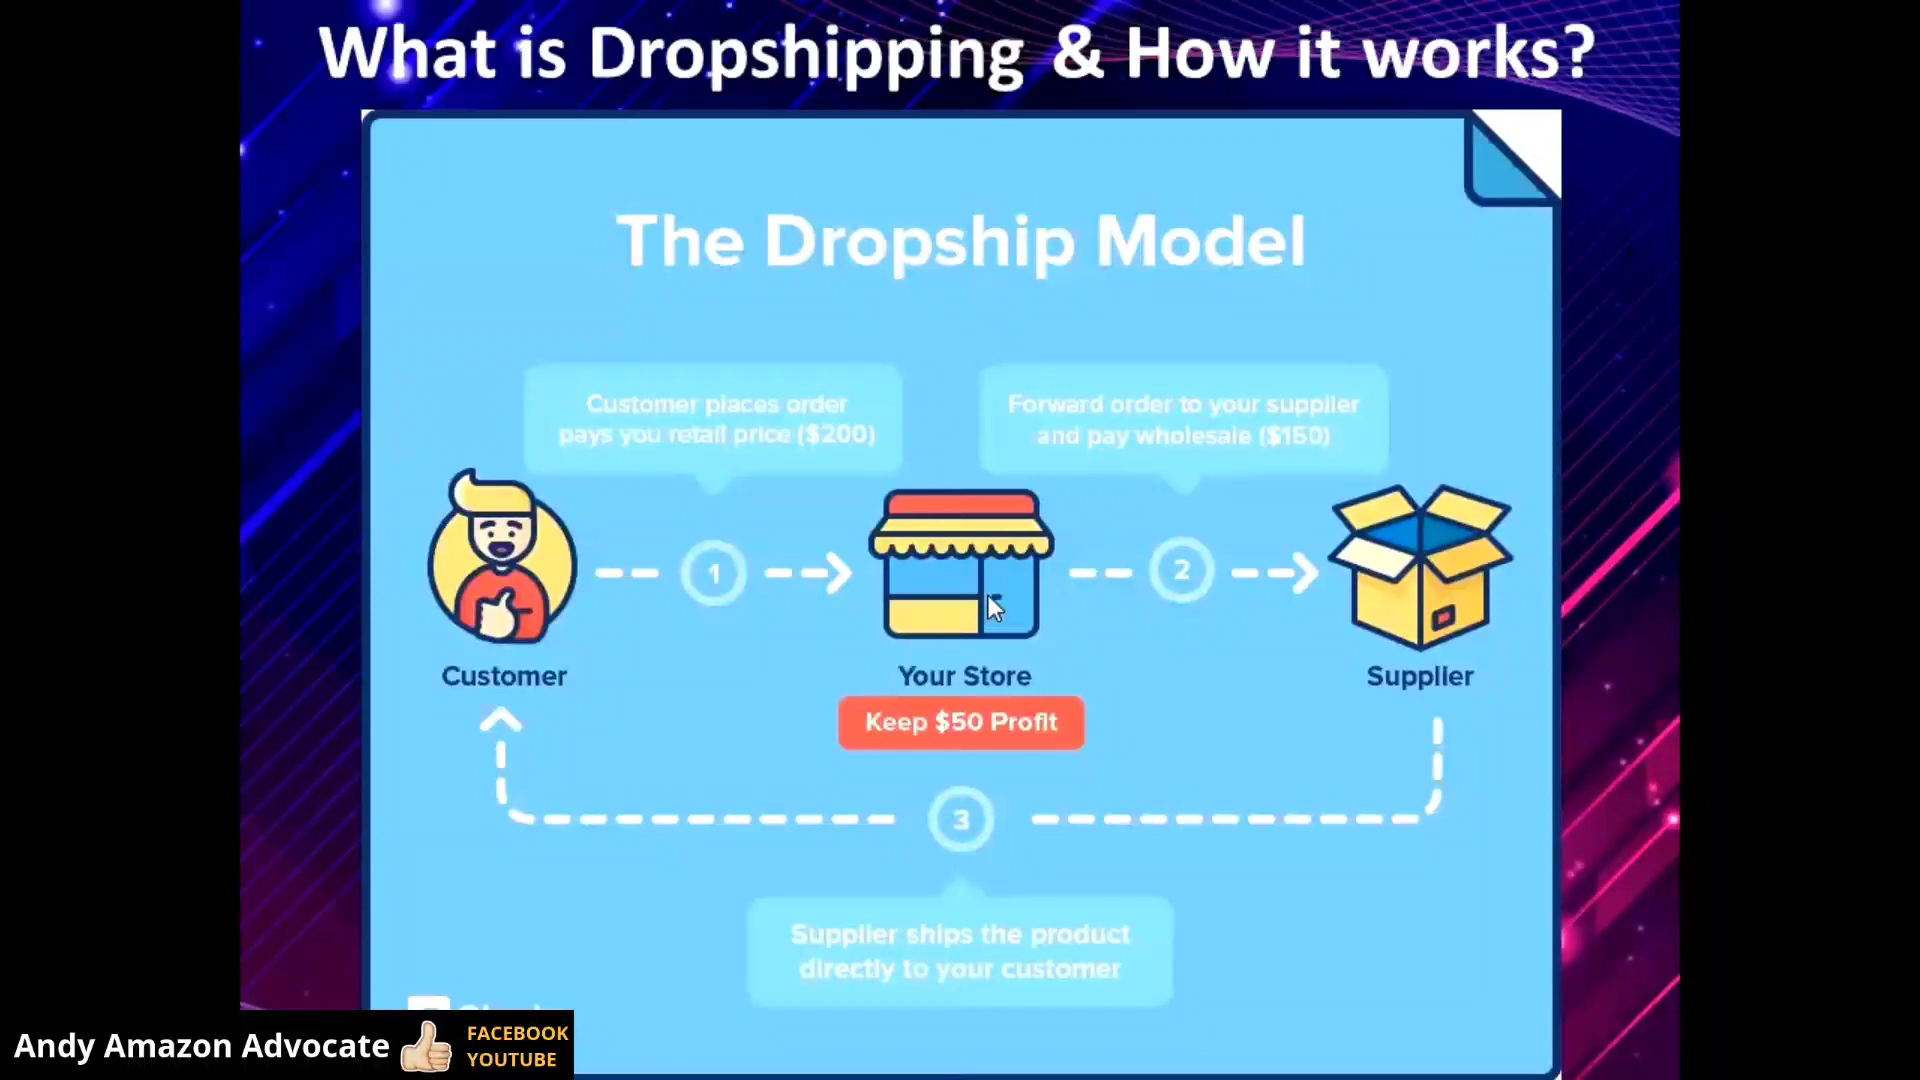 What is Dropshipping & How it works?
The Dropship Model
Customer places order
pays you retail price ($200)
Forward order to your supplier
and pay wholesale ($150)
1
2
Customer
Your Store
Supplier
Keep $50 Profit
3
Supplier ships the product
directly to your customer
Andy Amazon Advocate
FACEBOOK
YOUTUBE